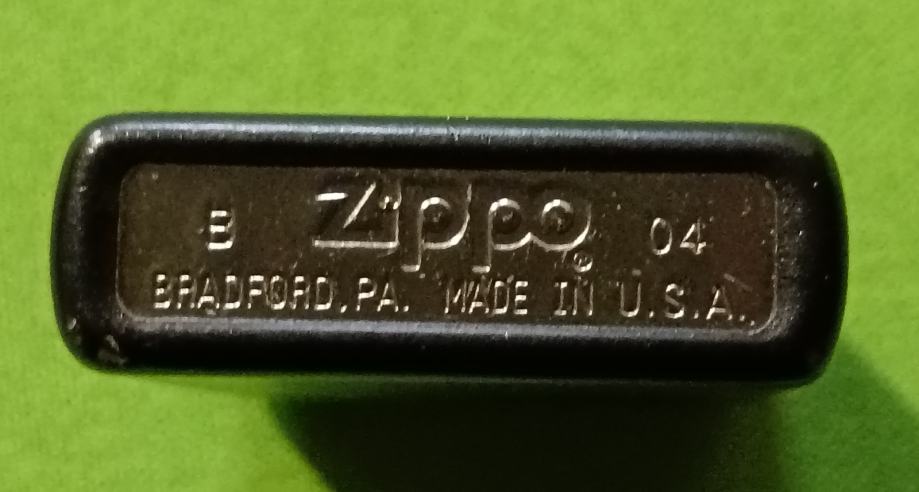 B Zippo® 04
BRADFORD, PA. MADE IN U.S.A.